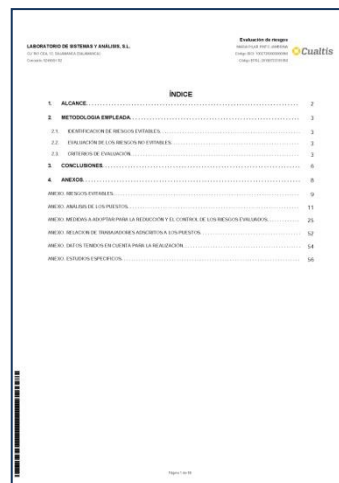 LABORATORIO DE SISTEMAS Y ANÁLISIS, S.L.
Evaluación de riesgos
Cualtis
ÍNDICE
1. ALCANCE 2
2. METODOLOGIA EMPLEADA 3
2.1. IDENTIFICACION DE RIESGOS EVITABLES 3
2.2. EVALUACIÓN DE LOS RIESGOS NO EVITABLES 3
2.3. CRITERIOS DE EVALUACIÓN 3
3. CONCLUSIONES 6
4. ANEXOS 8
ANEXO: RIESGOS EVITABLES 9
ANEXO: ANÁLISIS DE LOS PUESTOS 11
ANEXO: MEDIDAS A ADOPTAR PARA LA REDUCCIÓN Y EL CONTROL DE LOS RIESGOS EVALUADOS 25
ANEXO: RELACION DE TRABAJADORES ADSCRITOS A LOS PUESTOS 52
ANEXO: DATOS TENIDOS EN CUENTA PARA LA REALIZACIÓN 54
ANEXO: ESTUDIOS ESPECIFICOS 56